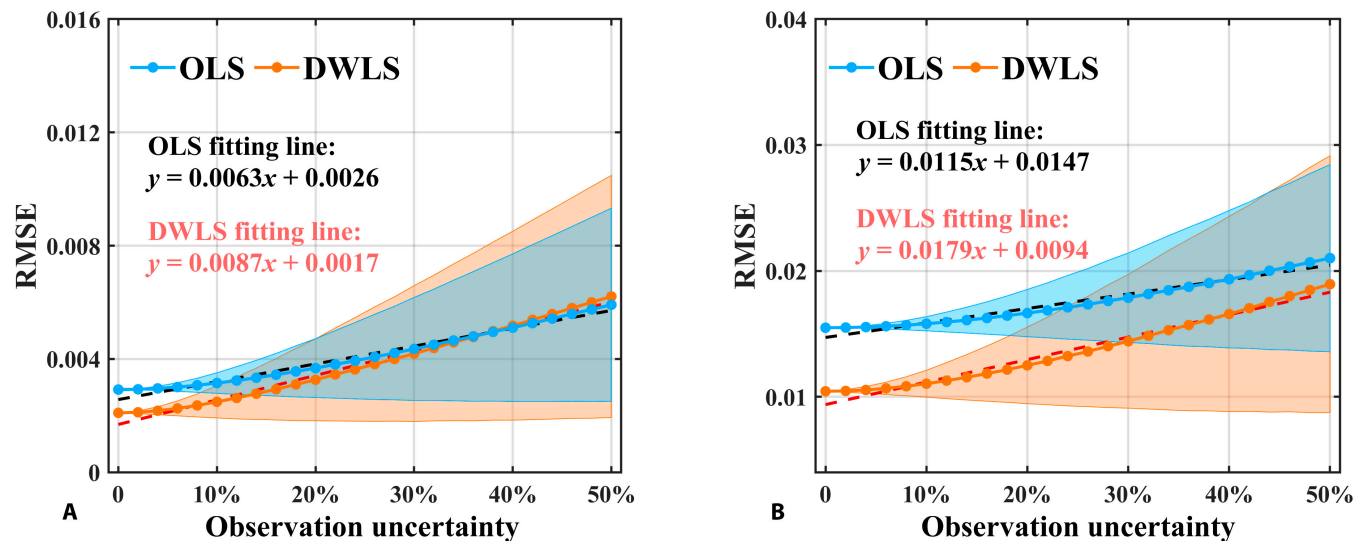 0.016
0.012
0.008
0.004
0
RMSE
OLS DWLS
OLS fitting line:
y = 0.0063x + 0.0026
DWLS fitting line:
y = 0.0087x + 0.0017
0 10% 20% 30% 40% 50%
A
Observation uncertainty
0.04
0.03
0.02
0.01
RMSE
OLS DWLS
OLS fitting line:
y = 0.0115x + 0.0147
DWLS fitting line:
y = 0.0179x + 0.0094
0 10% 20% 30% 40% 50%
B
Observation uncertainty